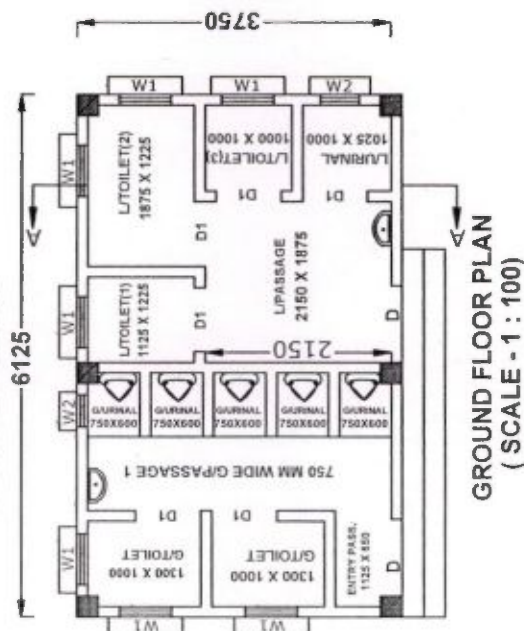 3750
6125
W1
W1
W2
W1
L/TOILET(2)
1875 X 1225
L/TOILET(3)
1000 X 1000
L/URINAL
1025 X 1000
D1
D1
A
A
D1
W1
L/TOILET(1)
1125 X 1225
D1
L/PASSAGE
2150 X 1875
2150
D
W2
G/URINAL
750X600
G/URINAL
750X600
G/URINAL
750X600
G/URINAL
750X600
G/URINAL
750X600
750 MM WIDE G/PASSAGE 1
D1
D1
W1
G/TOILET
1300 X 1000
G/TOILET
1300 X 1000
ENTRY PASS.
1125 X 650
D
W1
W1
GROUND FLOOR PLAN
( SCALE - 1 : 100)